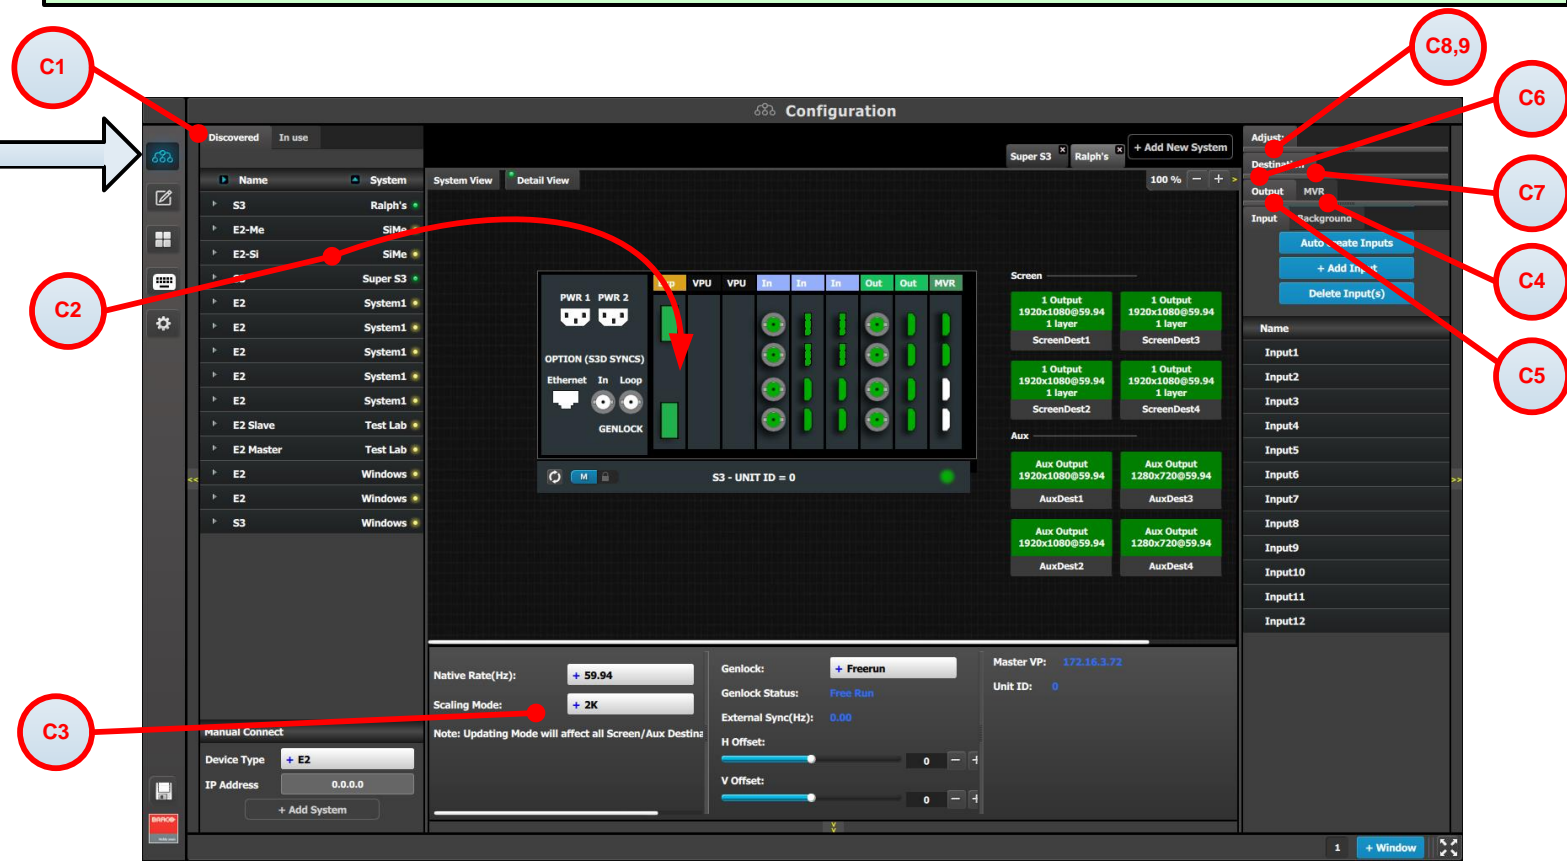 C8,9
C1
C6
Configuration
Discovered In use
Adjust:
Super S3 Ralph's + Add New System
Name System
System View Detail View
100 % − +
Output MVR
C7
S3 Ralph's
E2-Me SiMe
Input Background
E2-Si SiMe
Auto Create Inputs
S3 Super S3
+ Add Input
C4
VPU VPU In In In Out Out MVR
Screen
Delete Input(s)
C2
E2 System1
PWR 1 PWR 2
1 Output
1920x1080@59.94
1 layer
ScreenDest1
1 Output
1920x1080@59.94
1 layer
ScreenDest3
Name
E2 System1
E2 System1
OPTION (S3D SYNCS)
Input1
E2 System1
Ethernet In Loop
1 Output
1920x1080@59.94
1 layer
ScreenDest2
1 Output
1920x1080@59.94
1 layer
ScreenDest4
Input2
C5
E2 System1
Input3
E2 Slave Test Lab
GENLOCK
Input4
E2 Master Test Lab
Aux
Input5
E2 Windows
M
S3 - UNIT ID = 0
Aux Output
1920x1080@59.94
AuxDest1
Aux Output
1280x720@59.94
AuxDest3
Input6
<<
>>
E2 Windows
Input7
S3 Windows
Input8
Aux Output
1920x1080@59.94
AuxDest2
Aux Output
1280x720@59.94
AuxDest4
Input9
Input10
Input11
Input12
Native Rate(Hz): + 59.94
Genlock: + Freerun
Master VP: 172.16.3.72
Genlock Status: Free Run
Unit ID: 0
Scaling Mode: + 2K
External Sync(Hz): 0.00
C3
Manual Connect
Note: Updating Mode will affect all Screen/Aux Destina
H Offset:
Device Type + E2
0 −
IP Address 0.0.0.0
V Offset:
0 −
+ Add System
BARCO
1 + Window